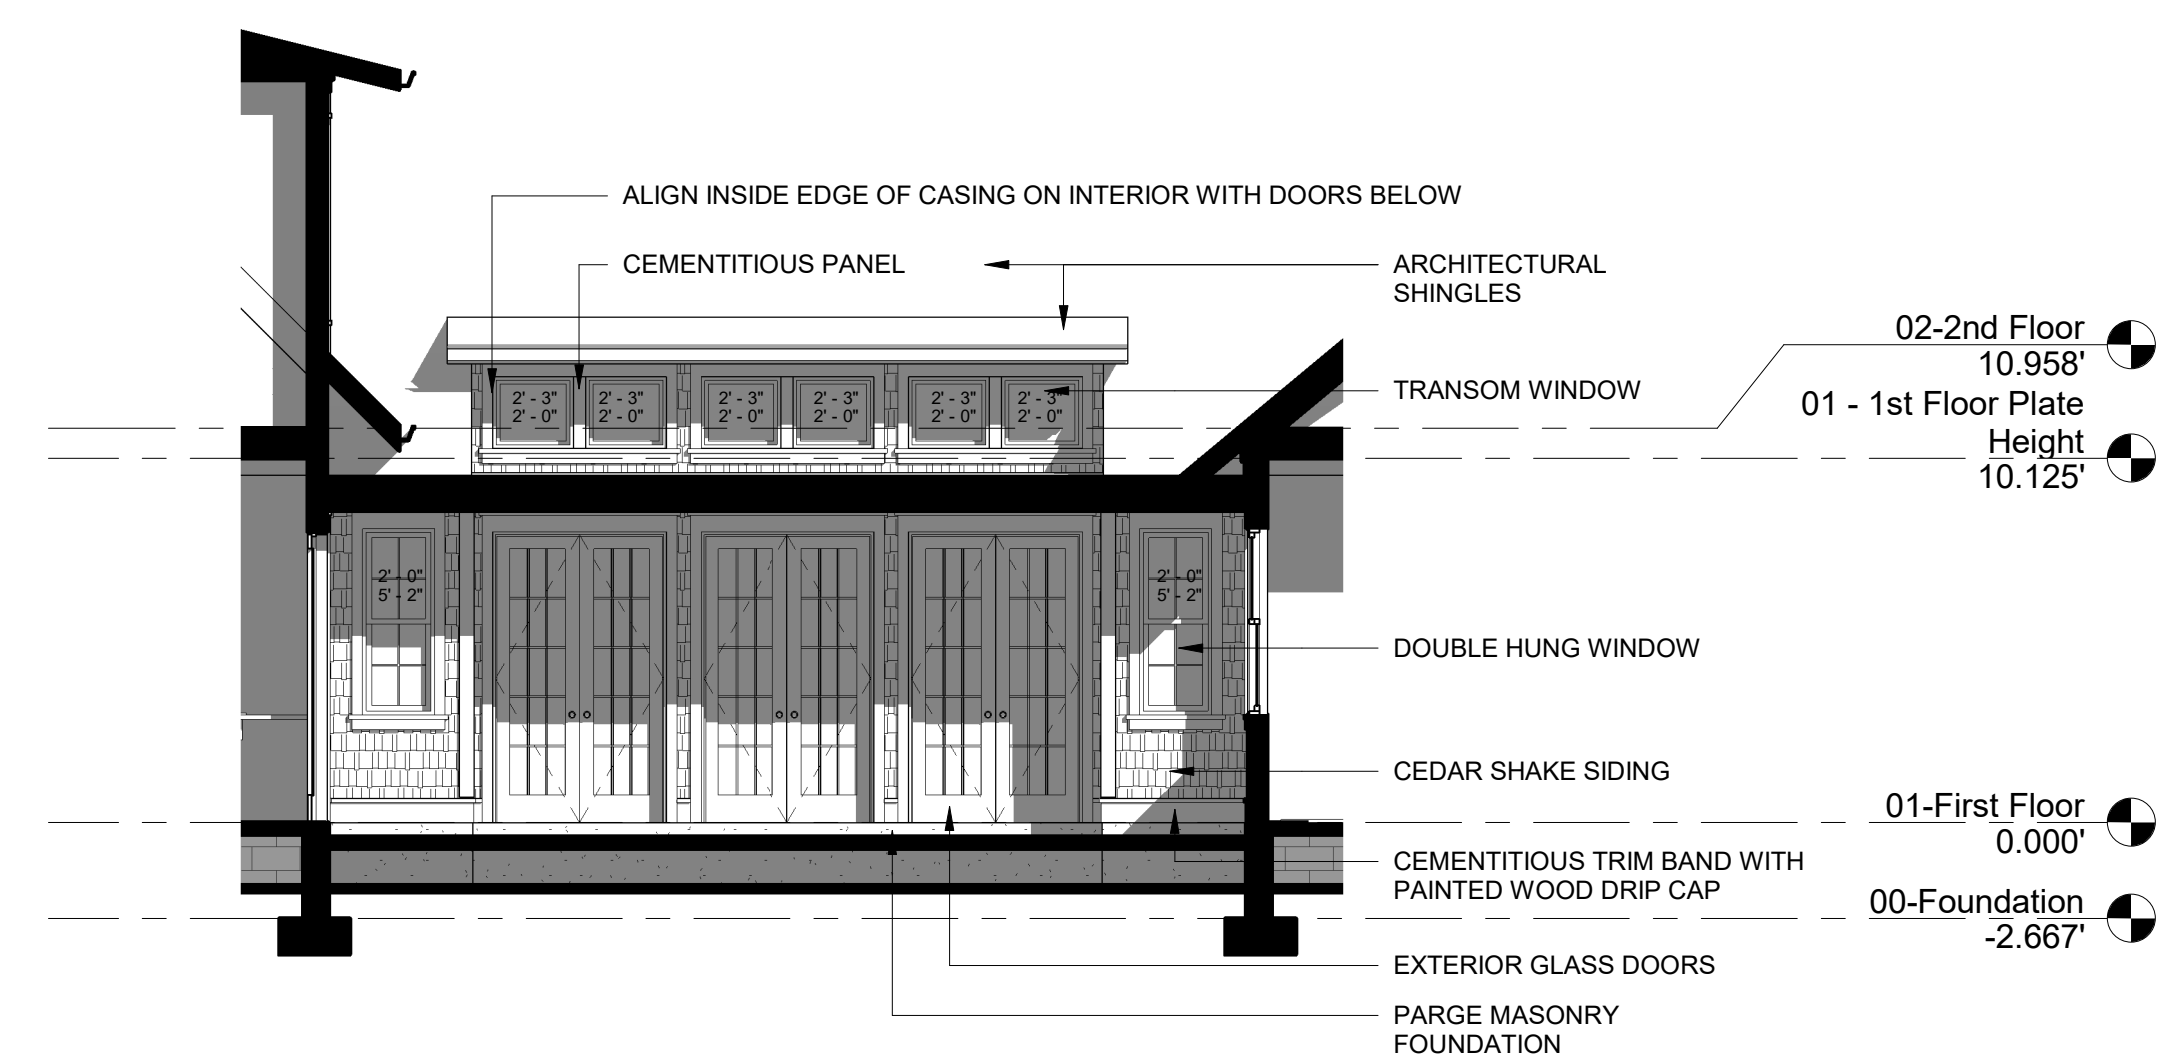 ALIGN INSIDE EDGE OF CASING ON INTERIOR WITH DOORS BELOW
CEMENTITIOUS PANEL
ARCHITECTURAL
SHINGLES
02-2nd Floor
10.958'
TRANSOM WINDOW
01 - 1st Floor Plate
Height
10.125'
2' - 3" 2' - 3" 2' - 3" 2' - 3" 2' - 3" 2' - 3"
2' - 0" 2' - 0" 2' - 0" 2' - 0" 2' - 0" 2' - 0"
2' - 0" 2' - 0"
5' - 2" 5' - 2"
DOUBLE HUNG WINDOW
CEDAR SHAKE SIDING
01-First Floor
0.000'
CEMENTITIOUS TRIM BAND WITH
PAINTED WOOD DRIP CAP
00-Foundation
-2.667'
EXTERIOR GLASS DOORS
PARGE MASONRY
FOUNDATION